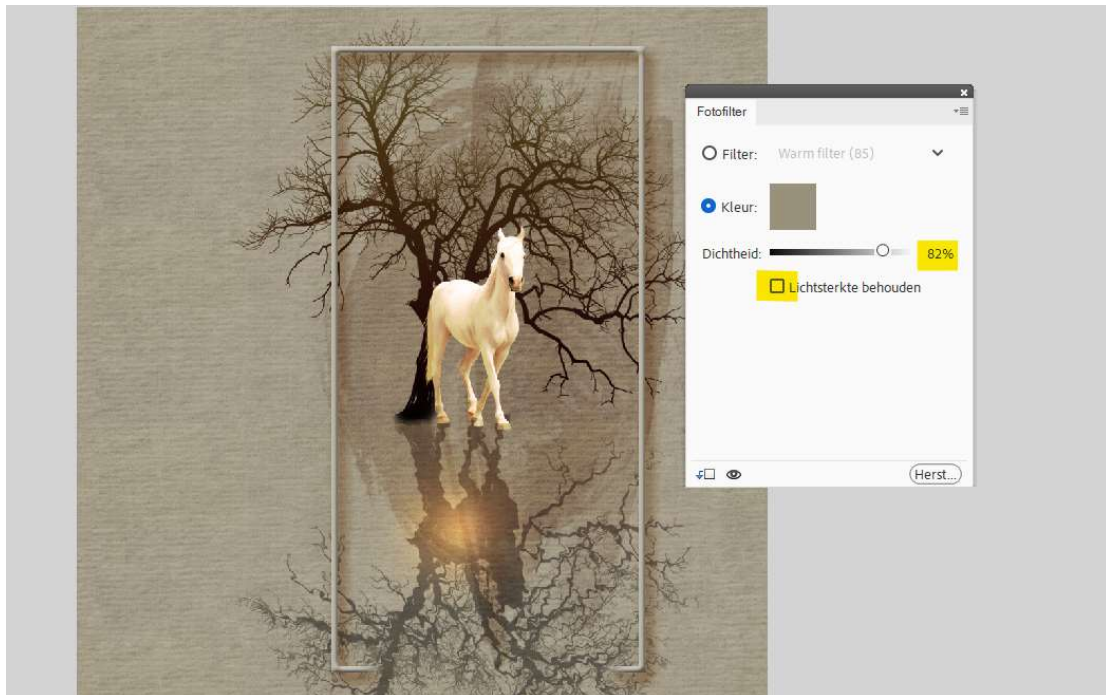 Fotofilter
Filter: Warm filter (85)
Kleur:
Dichtheid: 82%
Lichtsterkte behouden
Herst...